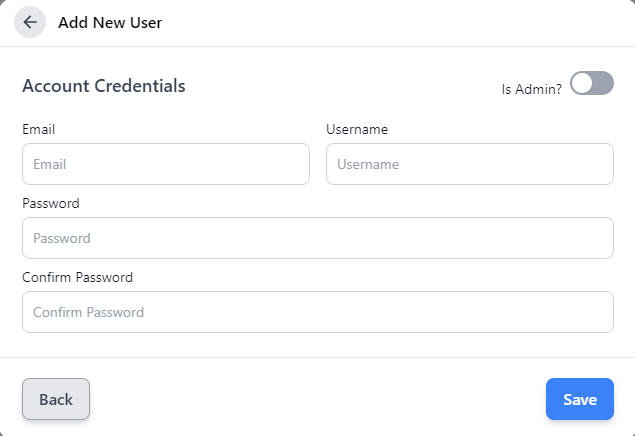 Add New User
Account Credentials
Is Admin?
Email
Username
Email
Username
Password
Password
Confirm Password
Confirm Password
Back
Save